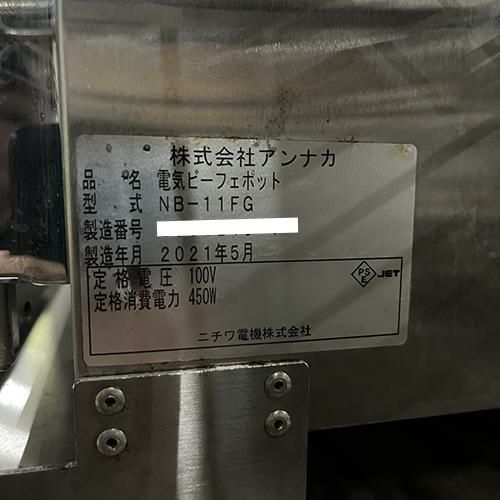 株式会社アンナカ
品名 電気ビーフェポット
型式 NB-11FG
製造番号
製造年月 2021年5月
定格電圧 100V
定格消費電力 450W
PSE JET
ニチワ電機株式会社